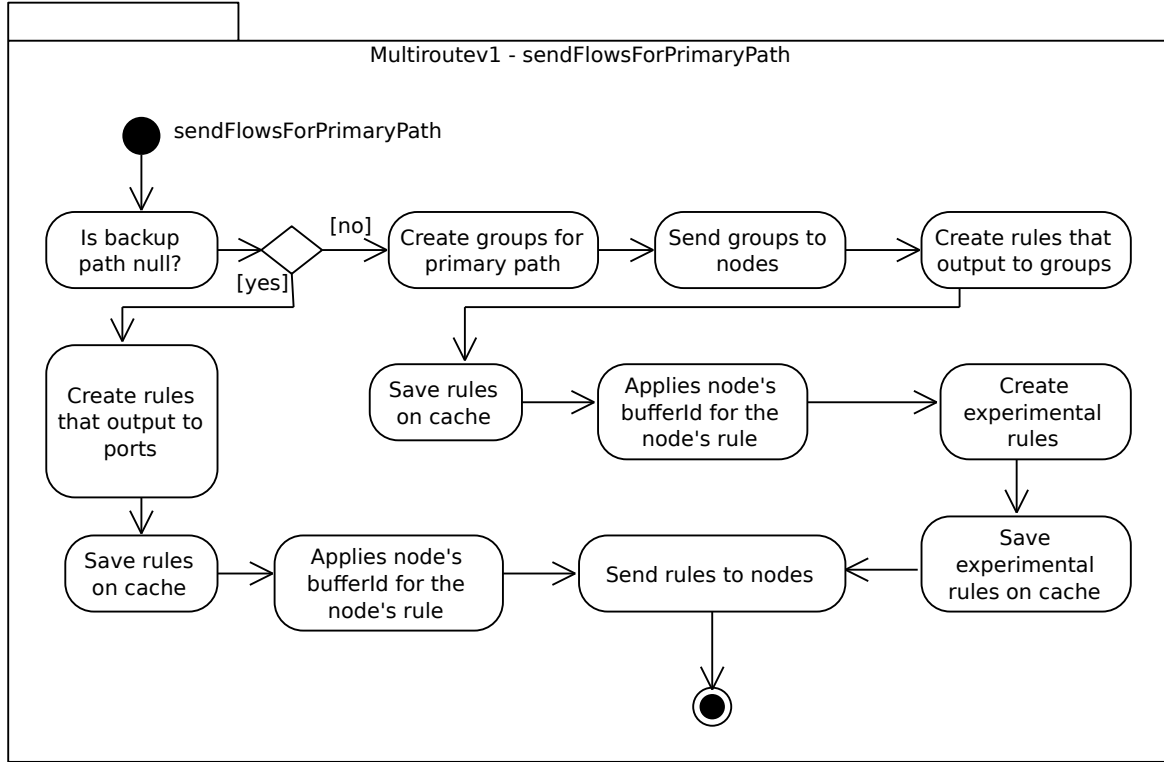 Multiroutev1 - sendFlowsForPrimaryPath
sendFlowsForPrimaryPath
Is backup
path null?
[no]
[yes]
Create groups for
primary path
Send groups to
nodes
Create rules that
output to groups
Create rules
that output to
ports
Save rules
on cache
Applies node's
bufferId for the
node's rule
Create
experimental
rules
Save rules
on cache
Applies node's
bufferId for the
node's rule
Send rules to nodes
Save
experimental
rules on cache